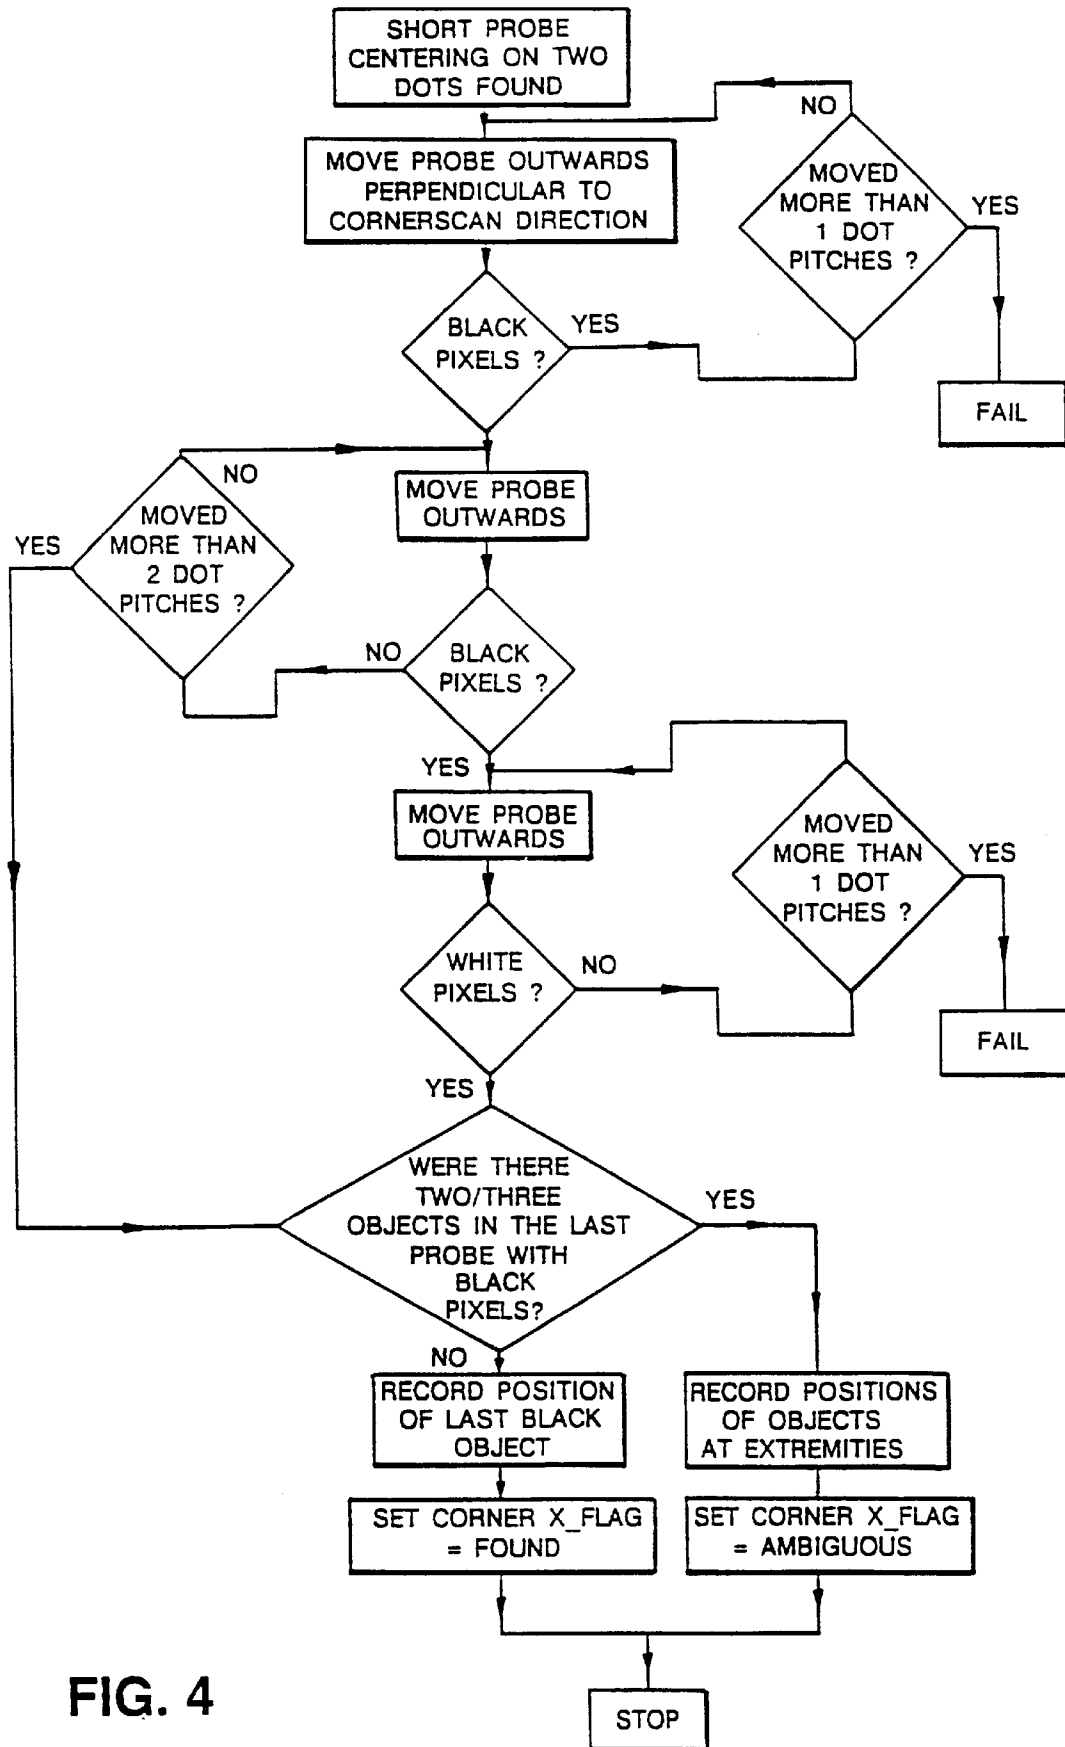 SHORT PROBE
CENTERING ON TWO
DOTS FOUND
NO
MOVE PROBE OUTWARDS
PERPENDICULAR TO
CORNERSCAN DIRECTION
MOVED
MORE THAN
1 DOT
PITCHES ?
YES
BLACK
PIXELS ?
YES
FAIL
NO
MOVE PROBE
OUTWARDS
YES
MOVED
MORE THAN
2 DOT
PITCHES ?
NO
BLACK
PIXELS ?
YES
MOVE PROBE
OUTWARDS
MOVED
MORE THAN
1 DOT
PITCHES ?
YES
WHITE
PIXELS ?
NO
FAIL
YES
WERE THERE
TWO/THREE
OBJECTS IN THE LAST
PROBE WITH
BLACK
PIXELS?
YES
NO
RECORD POSITION
OF LAST BLACK
OBJECT
RECORD POSITIONS
OF OBJECTS
AT EXTREMITIES
SET CORNER X_FLAG
= FOUND
SET CORNER X_FLAG
= AMBIGUOUS
STOP
FIG. 4